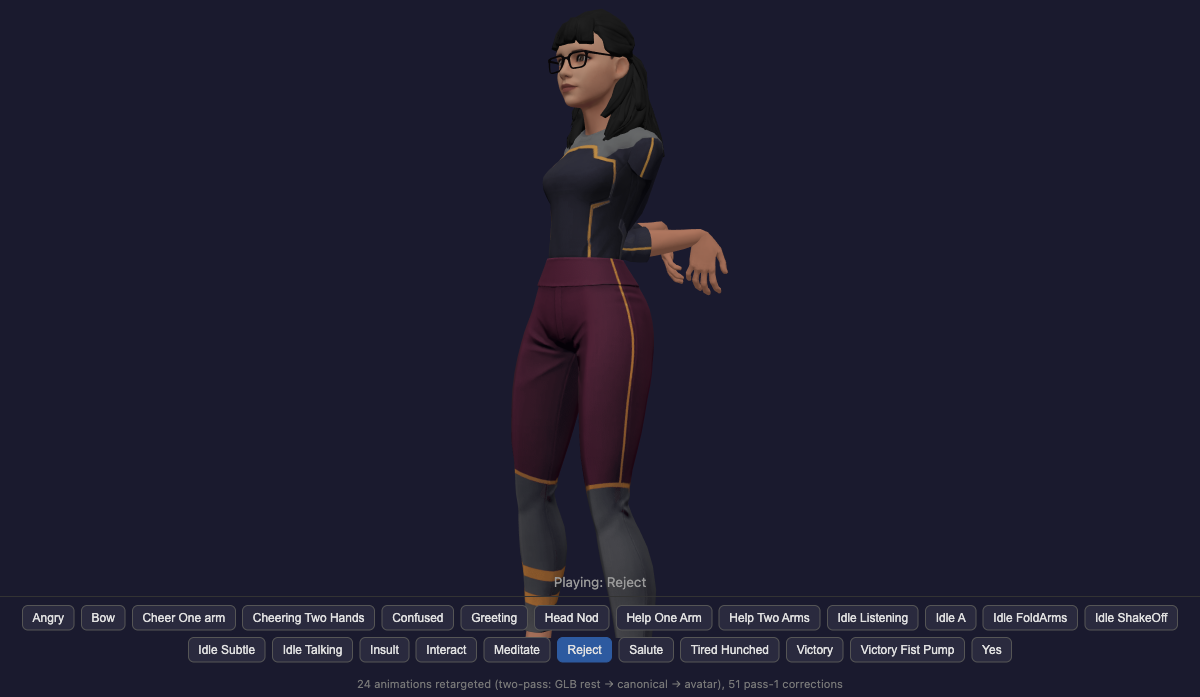 Playing: Reject
Angry Bow Cheer One arm Cheering Two Hands Confused Greeting Head Nod Help One Arm Help Two Arms Idle Listening Idle A Idle FoldArms Idle ShakeOff
Idle Subtle Idle Talking Insult Interact Meditate Reject Salute Tired Hunched Victory Victory Fist Pump Yes
24 animations retargeted (two-pass: GLB rest → canonical → avatar), 51 pass-1 corrections